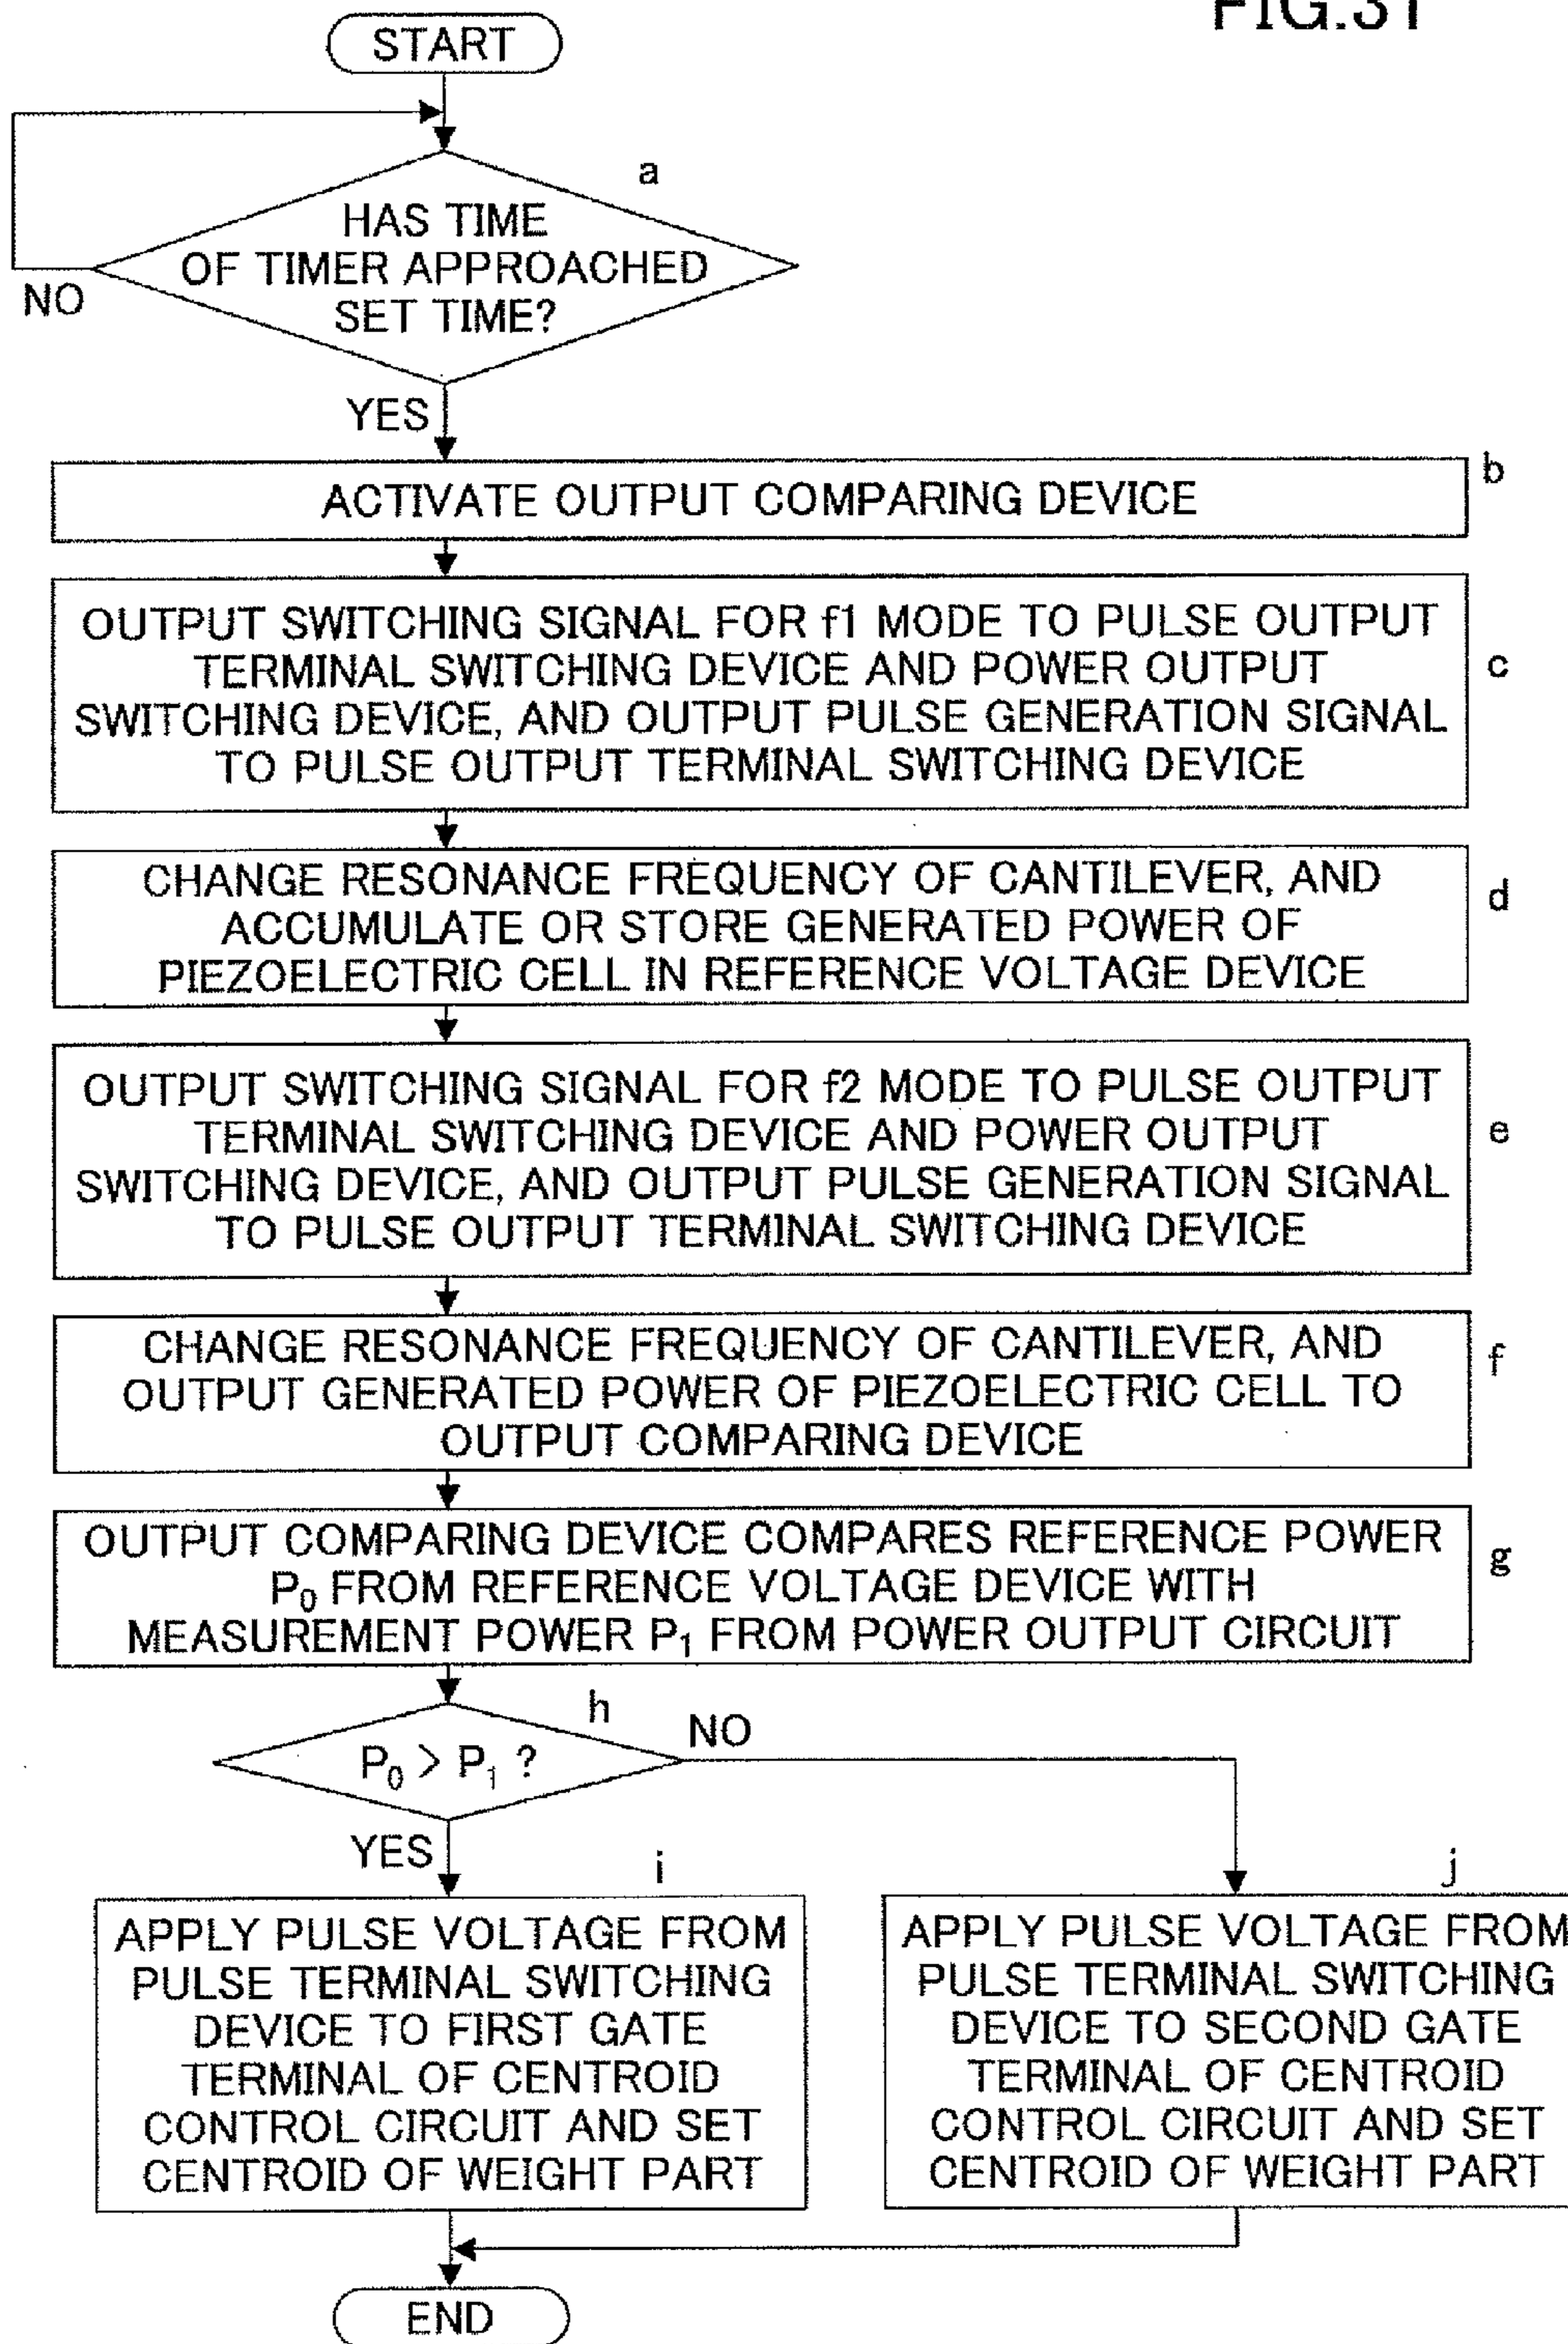 FIG.31
START
a
HAS TIME
OF TIMER APPROACHED
SET TIME?
NO
YES
b
ACTIVATE OUTPUT COMPARING DEVICE
OUTPUT SWITCHING SIGNAL FOR f1 MODE TO PULSE OUTPUT
TERMINAL SWITCHING DEVICE AND POWER OUTPUT
c
SWITCHING DEVICE, AND OUTPUT PULSE GENERATION SIGNAL
TO PULSE OUTPUT TERMINAL SWITCHING DEVICE
CHANGE RESONANCE FREQUENCY OF CANTILEVER, AND
d
ACCUMULATE OR STORE GENERATED POWER OF
PIEZOELECTRIC CELL IN REFERENCE VOLTAGE DEVICE
OUTPUT SWITCHING SIGNAL FOR f2 MODE TO PULSE OUTPUT
TERMINAL SWITCHING DEVICE AND POWER OUTPUT
e
SWITCHING DEVICE, AND OUTPUT PULSE GENERATION SIGNAL
TO PULSE OUTPUT TERMINAL SWITCHING DEVICE
CHANGE RESONANCE FREQUENCY OF CANTILEVER, AND
f
OUTPUT GENERATED POWER OF PIEZOELECTRIC CELL TO
OUTPUT COMPARING DEVICE
OUTPUT COMPARING DEVICE COMPARES REFERENCE POWER
g
P₀ FROM REFERENCE VOLTAGE DEVICE WITH
MEASUREMENT POWER P₁ FROM POWER OUTPUT CIRCUIT
h
P₀ > P₁ ?
NO
YES
i
APPLY PULSE VOLTAGE FROM
PULSE TERMINAL SWITCHING
DEVICE TO FIRST GATE
TERMINAL OF CENTROID
CONTROL CIRCUIT AND SET
CENTROID OF WEIGHT PART
j
APPLY PULSE VOLTAGE FROM
PULSE TERMINAL SWITCHING
DEVICE TO SECOND GATE
TERMINAL OF CENTROID
CONTROL CIRCUIT AND SET
CENTROID OF WEIGHT PART
END